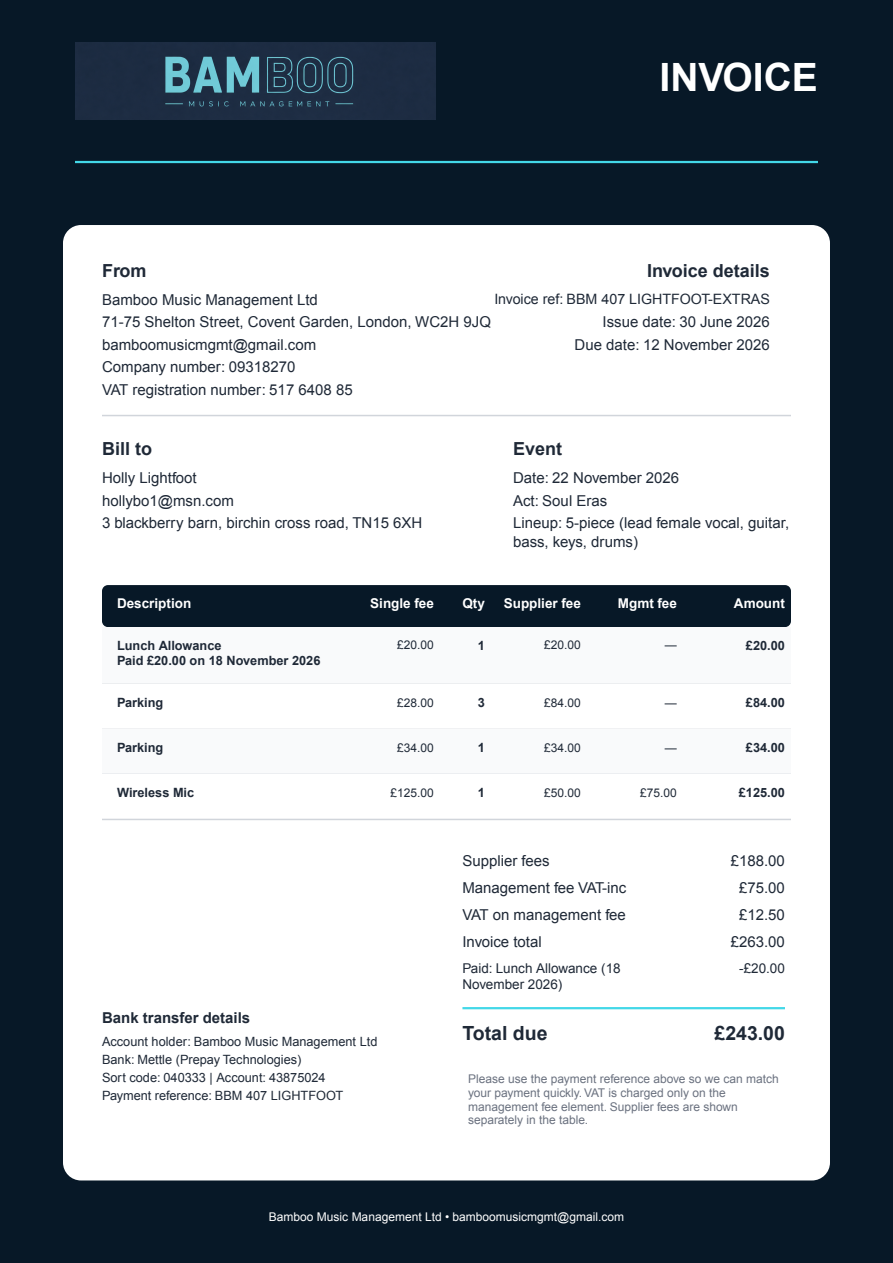 BAMBOO
MUSIC MANAGEMENT
INVOICE
From
Bamboo Music Management Ltd
71-75 Shelton Street, Covent Garden, London, WC2H 9JQ
bamboomusicmgmt@gmail.com
Company number: 09318270
VAT registration number: 517 6408 85
Invoice details
Invoice ref: BBM 407 LIGHTFOOT-EXTRAS
Issue date: 30 June 2026
Due date: 12 November 2026
Bill to
Holly Lightfoot
hollybo1@msn.com
3 blackberry barn, birchin cross road, TN15 6XH
Event
Date: 22 November 2026
Act: Soul Eras
Lineup: 5-piece (lead female vocal, guitar,
bass, keys, drums)
Description Single fee Qty Supplier fee Mgmt fee Amount
Lunch Allowance £20.00 1 £20.00 — £20.00
Paid £20.00 on 18 November 2026
Parking £28.00 3 £84.00 — £84.00
Parking £34.00 1 £34.00 — £34.00
Wireless Mic £125.00 1 £50.00 £75.00 £125.00
Supplier fees £188.00
Management fee VAT-inc £75.00
VAT on management fee £12.50
Invoice total £263.00
Paid: Lunch Allowance (18 -£20.00
November 2026)
Total due £243.00
Bank transfer details
Account holder: Bamboo Music Management Ltd
Bank: Mettle (Prepay Technologies)
Sort code: 040333 | Account: 43875024
Payment reference: BBM 407 LIGHTFOOT
Please use the payment reference above so we can match
your payment quickly. VAT is charged only on the
management fee element. Supplier fees are shown
separately in the table.
Bamboo Music Management Ltd • bamboomusicmgmt@gmail.com